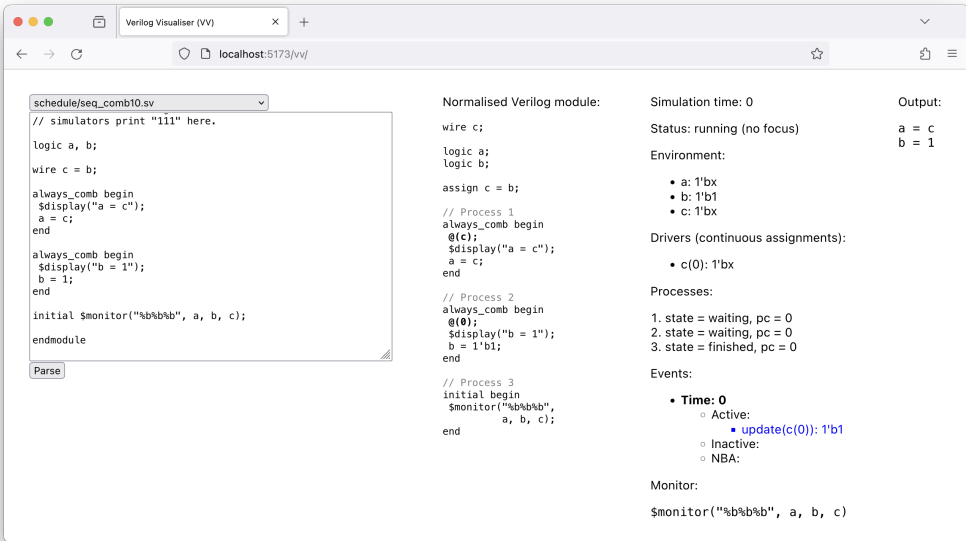 Verilog Visualiser (VV)
localhost:5173/vv/
schedule/seq_comb10.sv
// simulators print "111" here.
logic a, b;
wire c = b;
always_comb begin
$display("a = c");
a = c;
end
always_comb begin
$display("b = 1");
b = 1;
end
initial $monitor("%b%b%b", a, b, c);
endmodule
Parse
Normalised Verilog module:
wire c;
logic a;
logic b;
assign c = b;
// Process 1
always_comb begin
@(c);
$display("a = c");
a = c;
end
// Process 2
always_comb begin
@(0);
$display("b = 1");
b = 1'b1;
end
// Process 3
initial begin
$monitor("%b%b%b",
a, b, c);
end
Simulation time: 0
Status: running (no focus)
Environment:
• a: 1'bx
• b: 1'b1
• c: 1'bx
Drivers (continuous assignments):
• c(0): 1'bx
Processes:
1. state = waiting, pc = 0
2. state = waiting, pc = 0
3. state = finished, pc = 0
Events:
• Time: 0
◦ Active:
▪ update(c(0)): 1'b1
◦ Inactive:
◦ NBA:
Monitor:
$monitor("%b%b%b", a, b, c)
Output:
a = c
b = 1